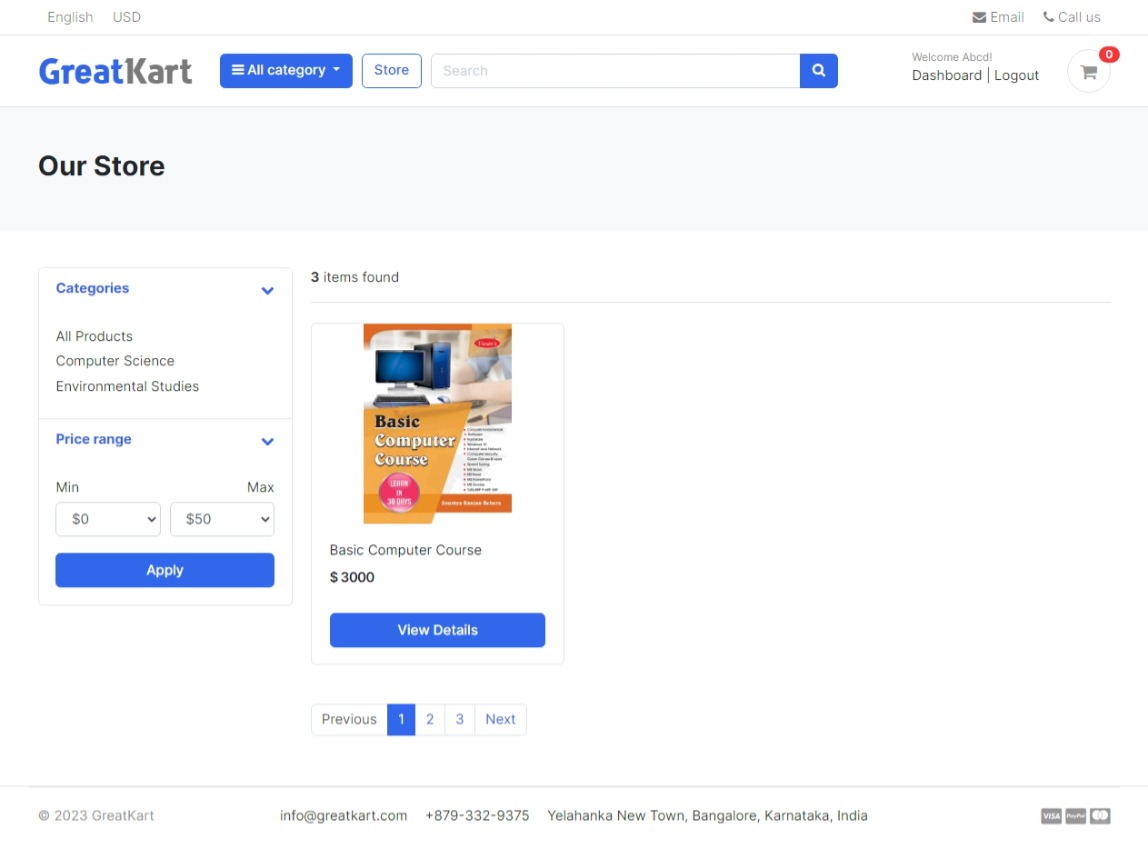 English USD Email Call us
GreatKart All category Store Search Welcome Abcd! 0
Dashboard | Logout
Our Store
Categories
All Products
Computer Science
Environmental Studies
Price range
Min Max
$0 $50
Apply
3 items found
Basic
Computer
Course
LEARN
IN
30 DAYS
Basic Computer Course
$ 3000
View Details
Previous 1 2 3 Next
© 2023 GreatKart info@greatkart.com +879-332-9375 Yelahanka New Town, Bangalore, Karnataka, India VISA PayPal